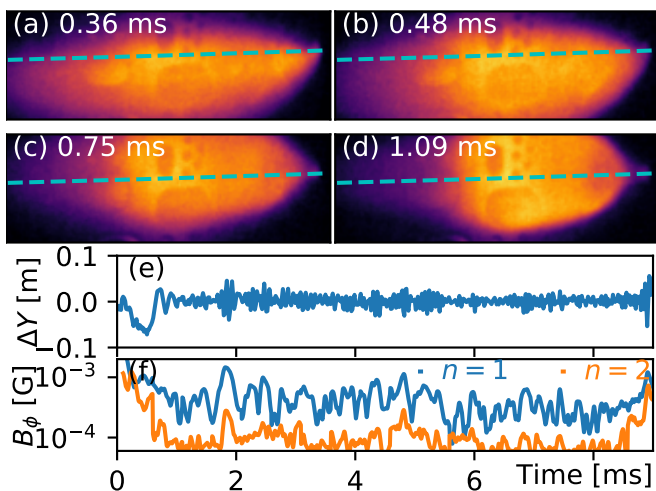 (a) 0.36 ms
(b) 0.48 ms
(c) 0.75 ms
(d) 1.09 ms
(e)
0.1
0.0
−0.1
ΔY [m]
(f)
n = 1
n = 2
10⁻³
10⁻⁴
B_ϕ [G]
0 2 4 6
Time [ms]